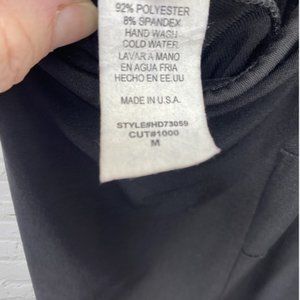 92% POLYESTER
8% SPANDEX
HAND WASH
COLD WATER
LAVAR A MANO
EN AGUA FRIA
HECHO EN EE.UU
MADE IN U.S.A.
STYLE#HD73059
CUT#1000
M